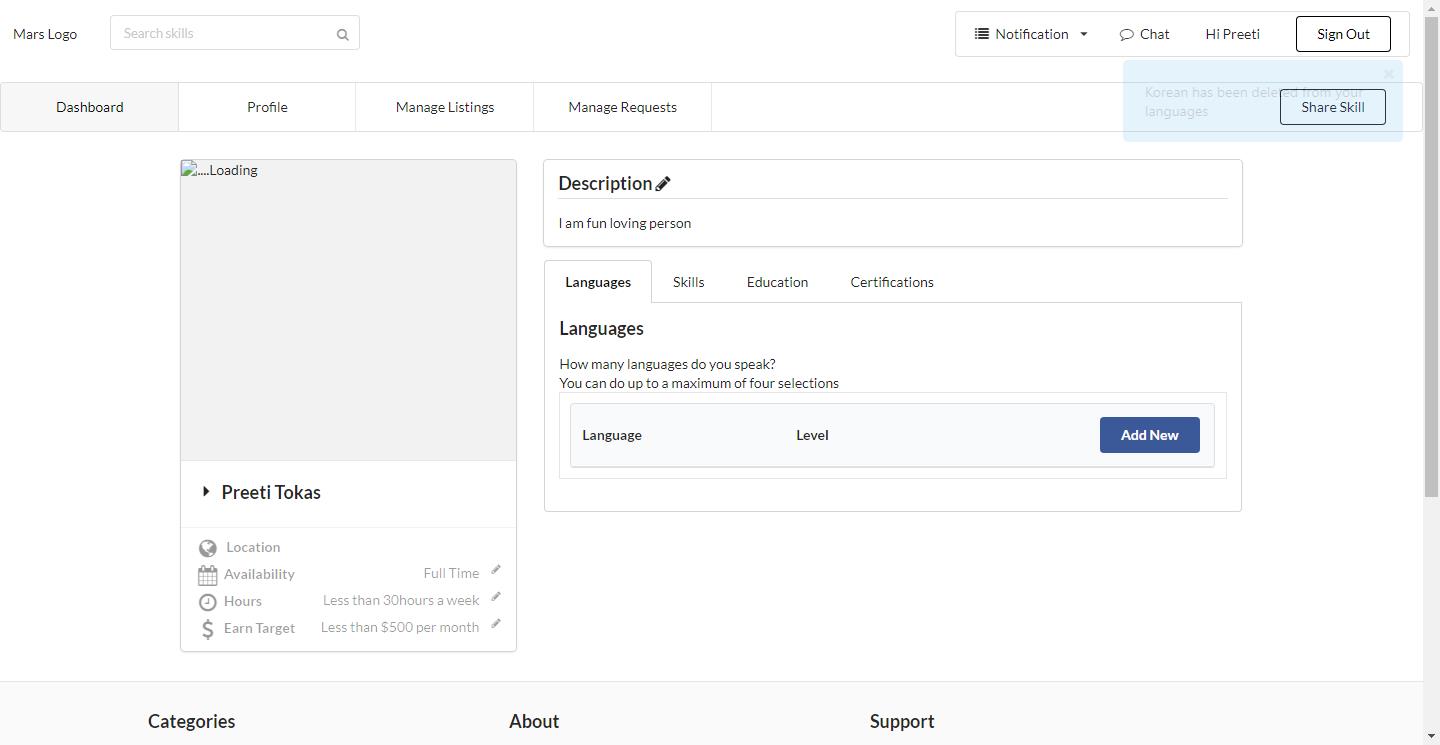 Mars Logo
Search skills
Notification
Chat
Hi Preeti
Sign Out
Dashboard
Profile
Manage Listings
Manage Requests
Korean has been deleted from your
languages
Share Skill
....Loading
Description
I am fun loving person
Languages
Skills
Education
Certifications
Languages
How many languages do you speak?
You can do up to a maximum of four selections
Language
Level
Add New
Preeti Tokas
Location
Availability
Full Time
Hours
Less than 30hours a week
Earn Target
Less than $500 per month
Categories
About
Support